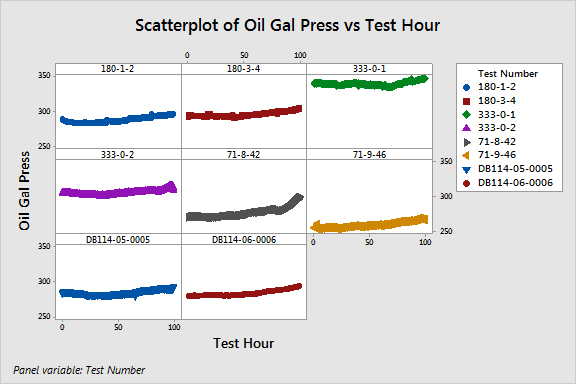 Scatterplot of Oil Gal Press vs Test Hour
0 50 100
180-1-2 180-3-4 333-0-1
350
300
250
333-0-2 71-8-42 71-9-46
350
300
250
0 50 100
DB114-05-0005 DB114-06-0006
350
300
250
0 50 100
Oil Gal Press
Test Hour
Test Number
180-1-2
180-3-4
333-0-1
333-0-2
71-8-42
71-9-46
DB114-05-0005
DB114-06-0006
Panel variable: Test Number